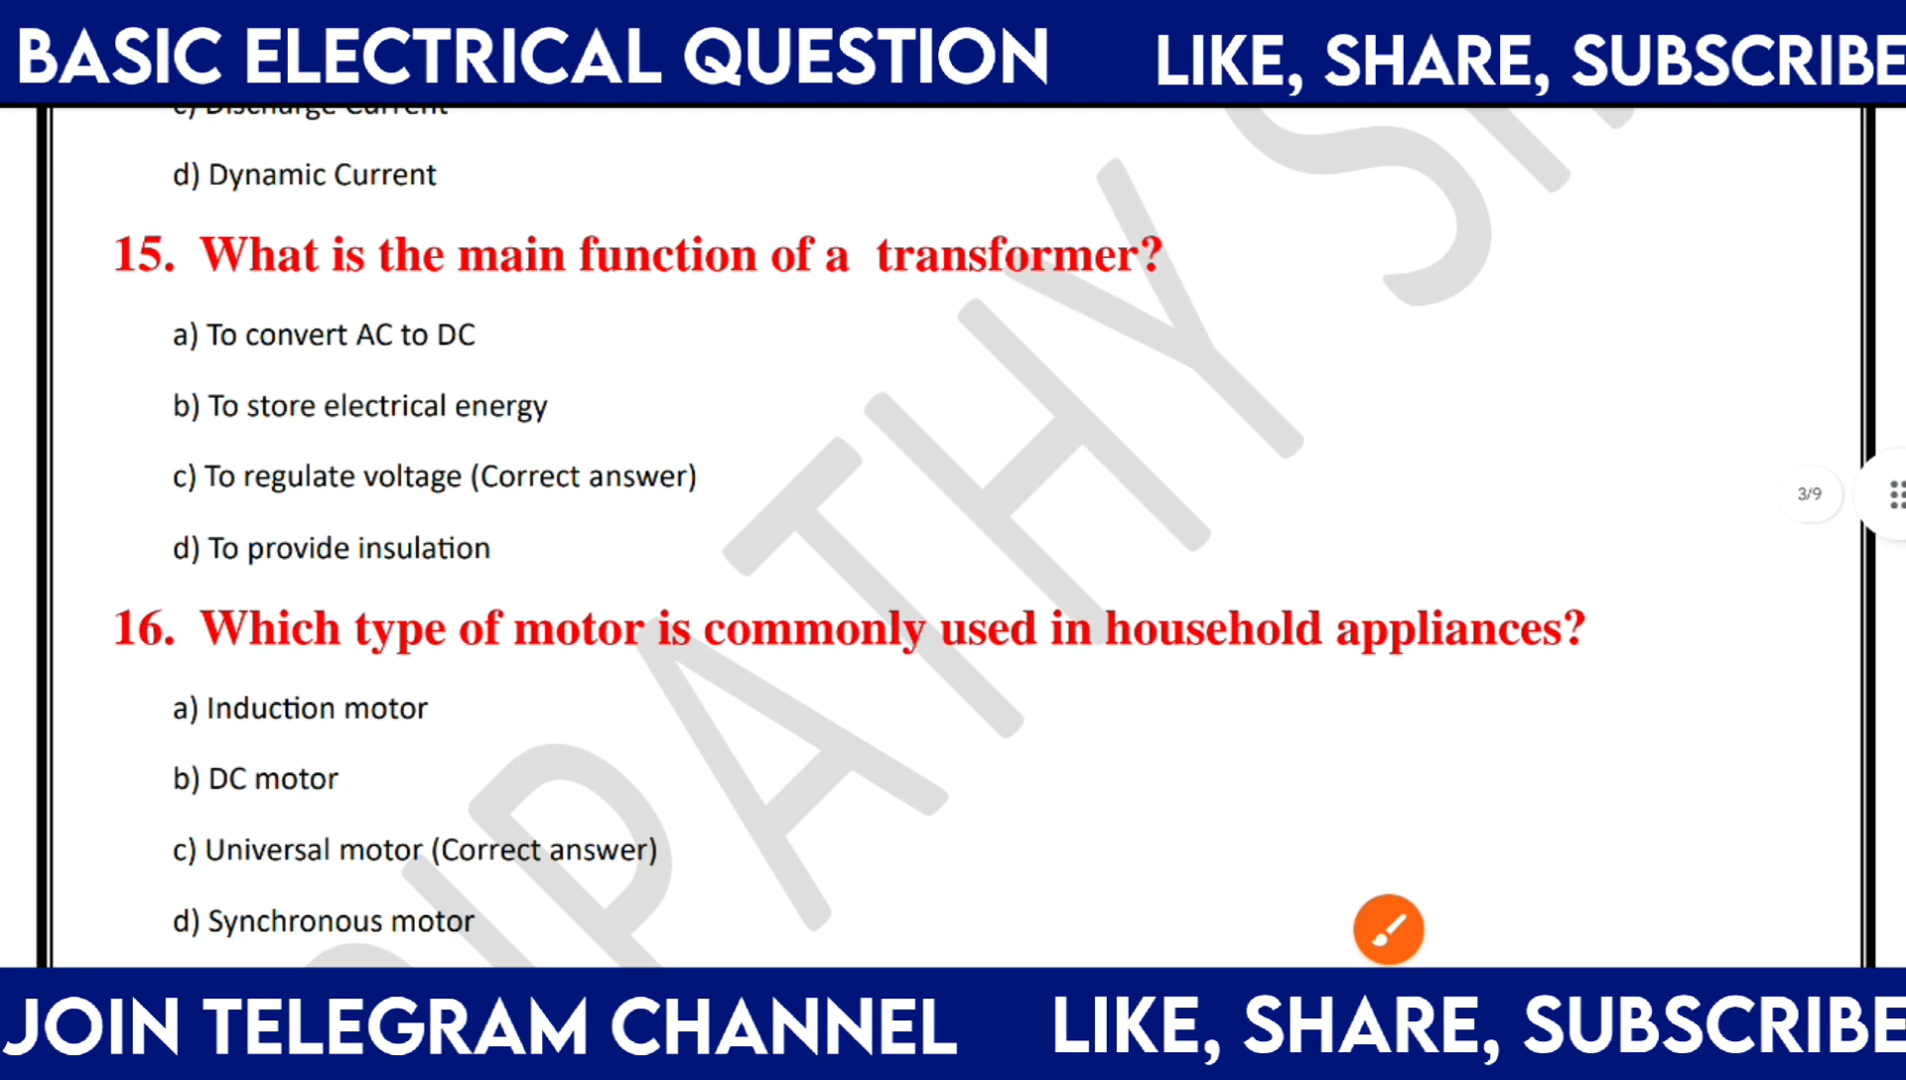 BASIC ELECTRICAL QUESTION LIKE, SHARE, SUBSCRIBE
c) Discharge Current
d) Dynamic Current
15. What is the main function of a transformer?
a) To convert AC to DC
b) To store electrical energy
c) To regulate voltage (Correct answer)
d) To provide insulation
3/9
16. Which type of motor is commonly used in household appliances?
a) Induction motor
b) DC motor
c) Universal motor (Correct answer)
d) Synchronous motor
JOIN TELEGRAM CHANNEL LIKE, SHARE, SUBSCRIBE